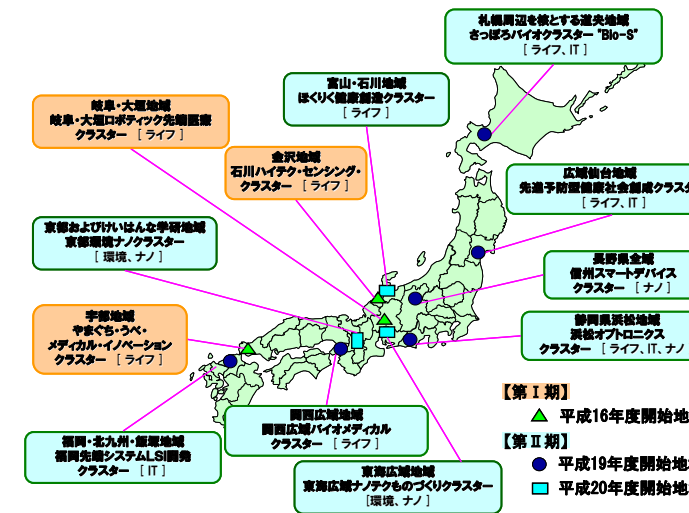 札幌周辺を核とする道央地域
さっぽろバイオクラスター "Bio-S"
[ ライフ、IT ]
富山・石川地域
ほくりく健康創造クラスター
[ ライフ ]
岐阜・大垣地域
岐阜・大垣ロボティック先端医療
クラスター [ ライフ ]
金沢地域
石川ハイテク・センシング・
クラスター [ ライフ ]
広域仙台地域
先進予防型健康社会創成クラスタ
[ ライフ、IT ]
京都およびけいはんな学研地域
京都環境ナノクラスター
[ 環境、ナノ ]
長野県全域
信州スマートデバイス
クラスター [ ナノ ]
宇部地域
やまぐち・うべ・
メディカル・イノベーション
クラスター [ ライフ ]
静岡県浜松地域
浜松オプトロニクス
クラスター [ ライフ、IT、ナノ
関西広域地域
関西広域バイオメディカル
クラスター [ ライフ ]
福岡・北九州・飯塚地域
福岡先端システムLSI開発
クラスター [ IT ]
東海広域地域
東海広域ナノテクものづくりクラスター
[環境、ナノ ]
【第Ⅰ期】
平成16年度開始地
【第Ⅱ期】
平成19年度開始地
平成20年度開始地